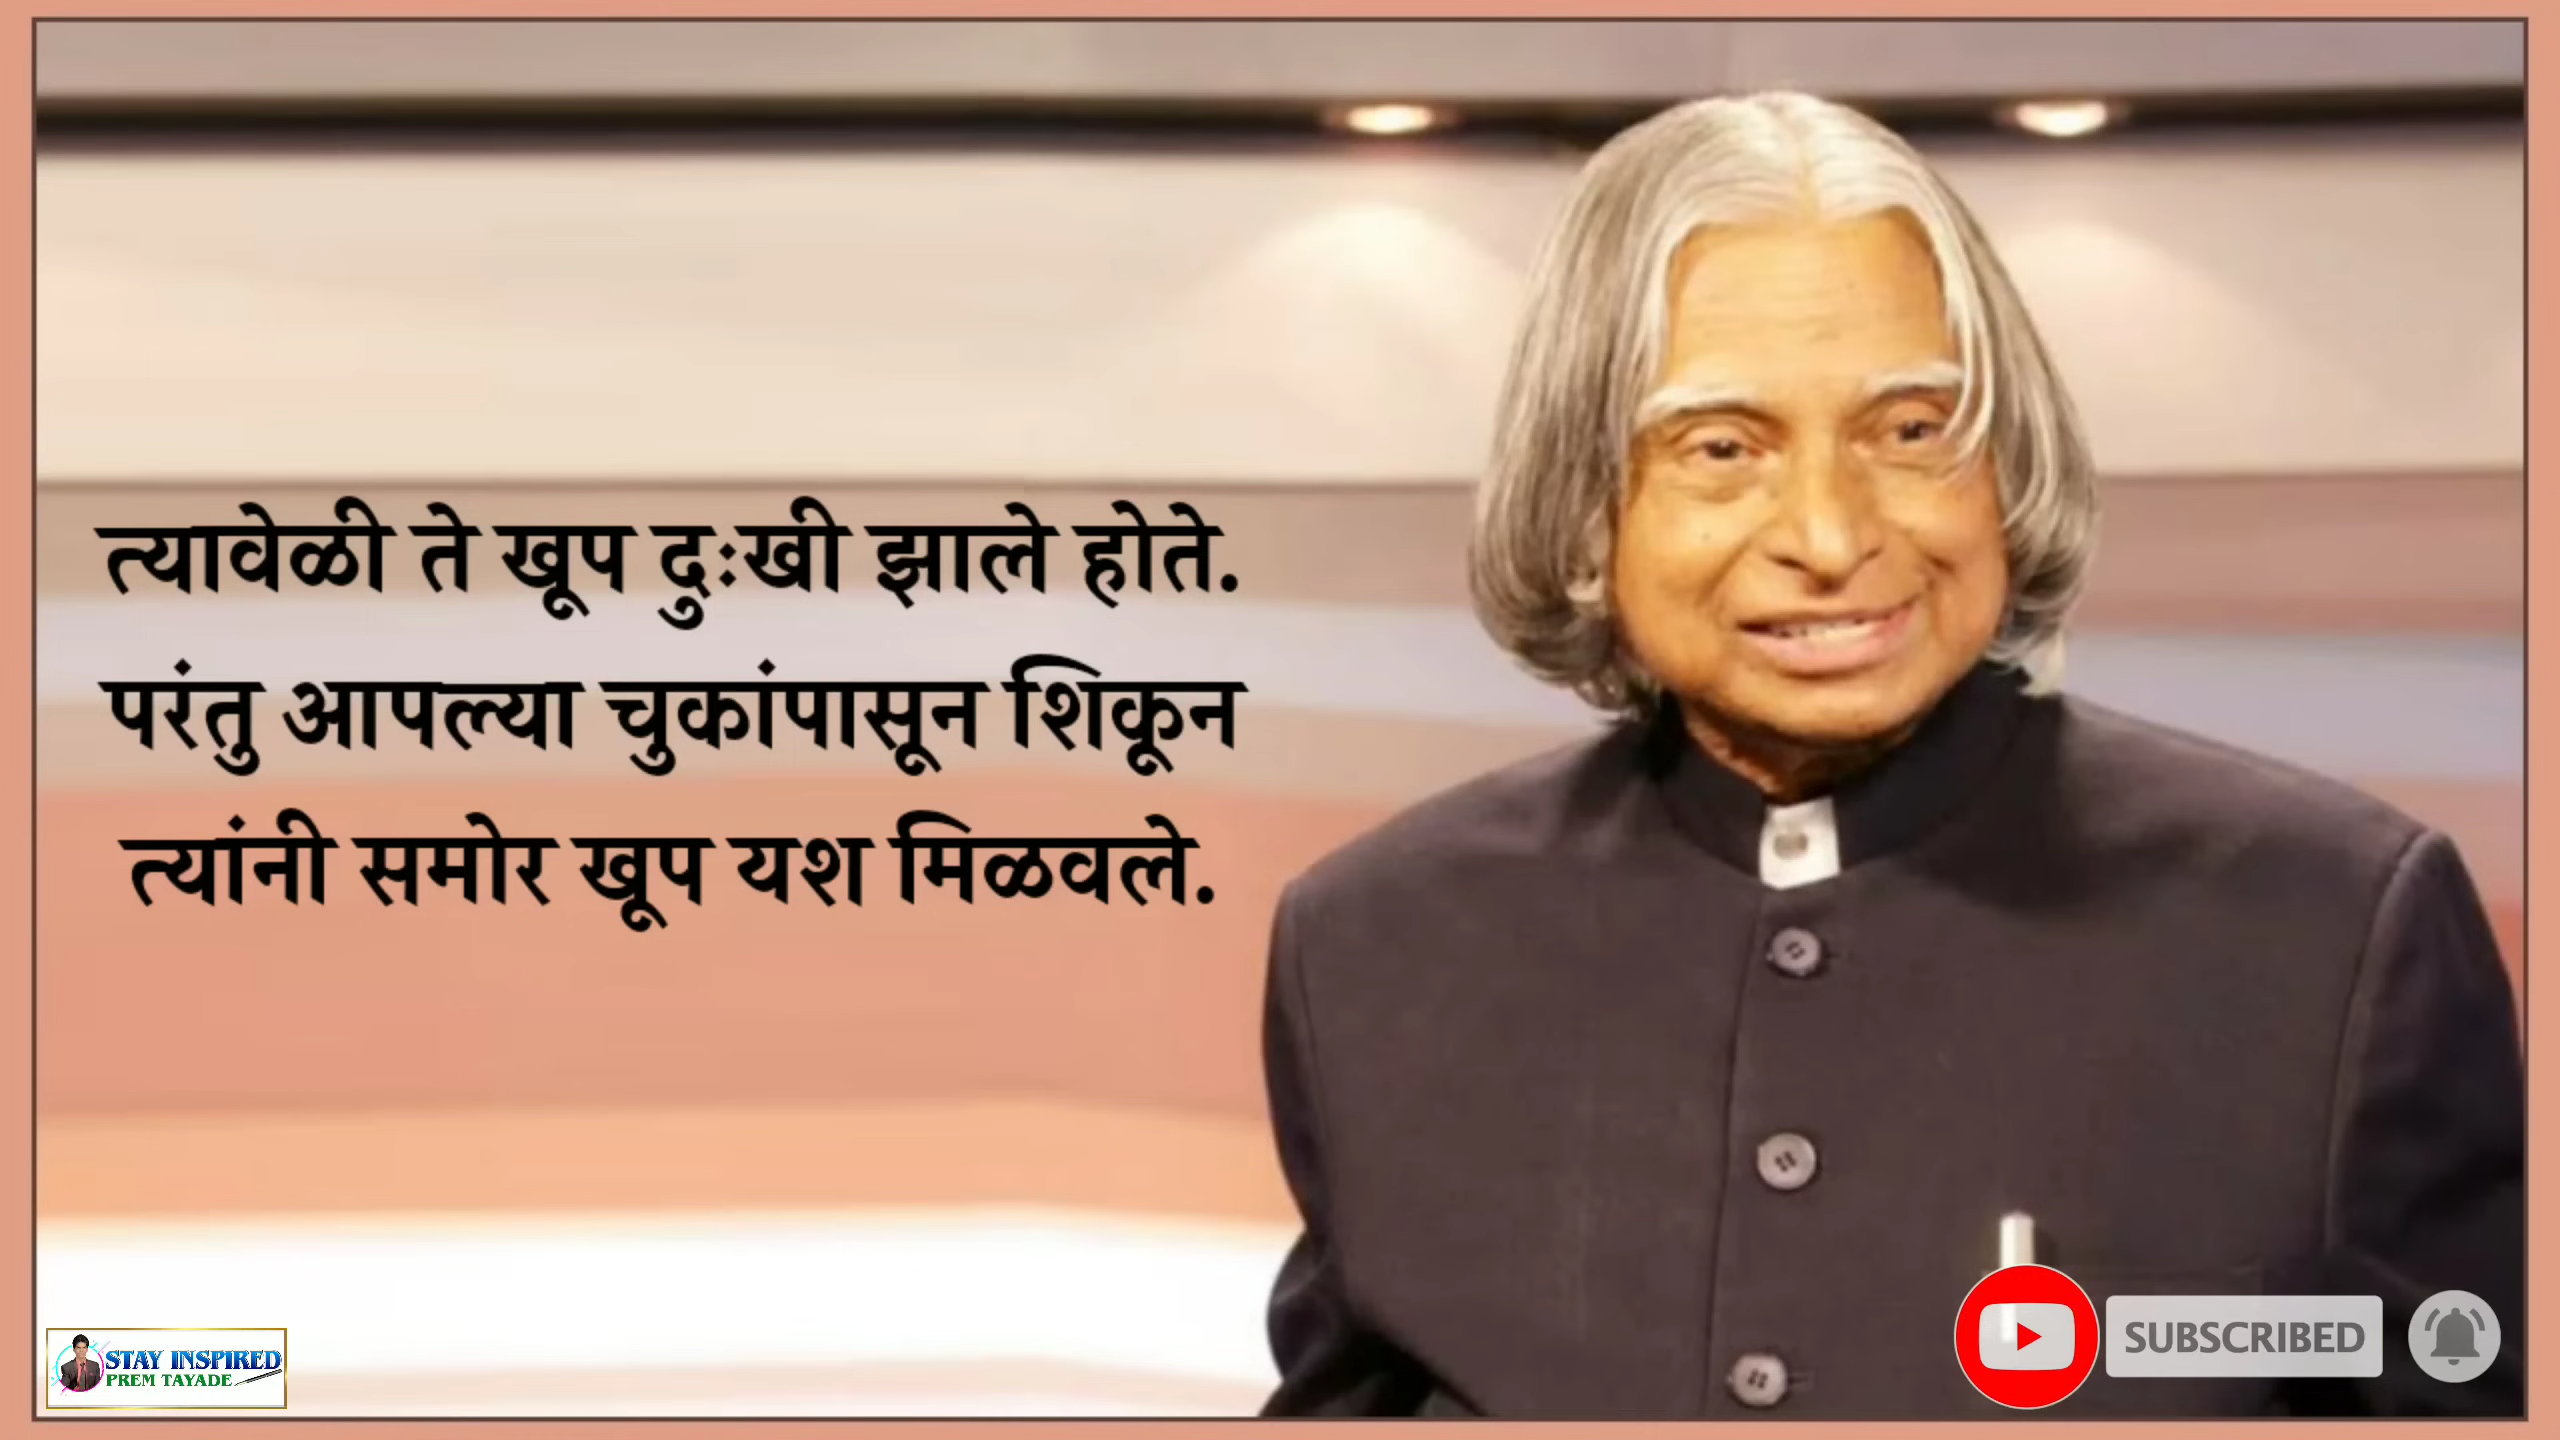 त्यावेळी ते खूप दुःखी झाले होते.
परंतु आपल्या चुकांपासून शिकून
त्यांनी समोर खूप यश मिळवले.
STAY INSPIRED
PREM TAYADE
SUBSCRIBED